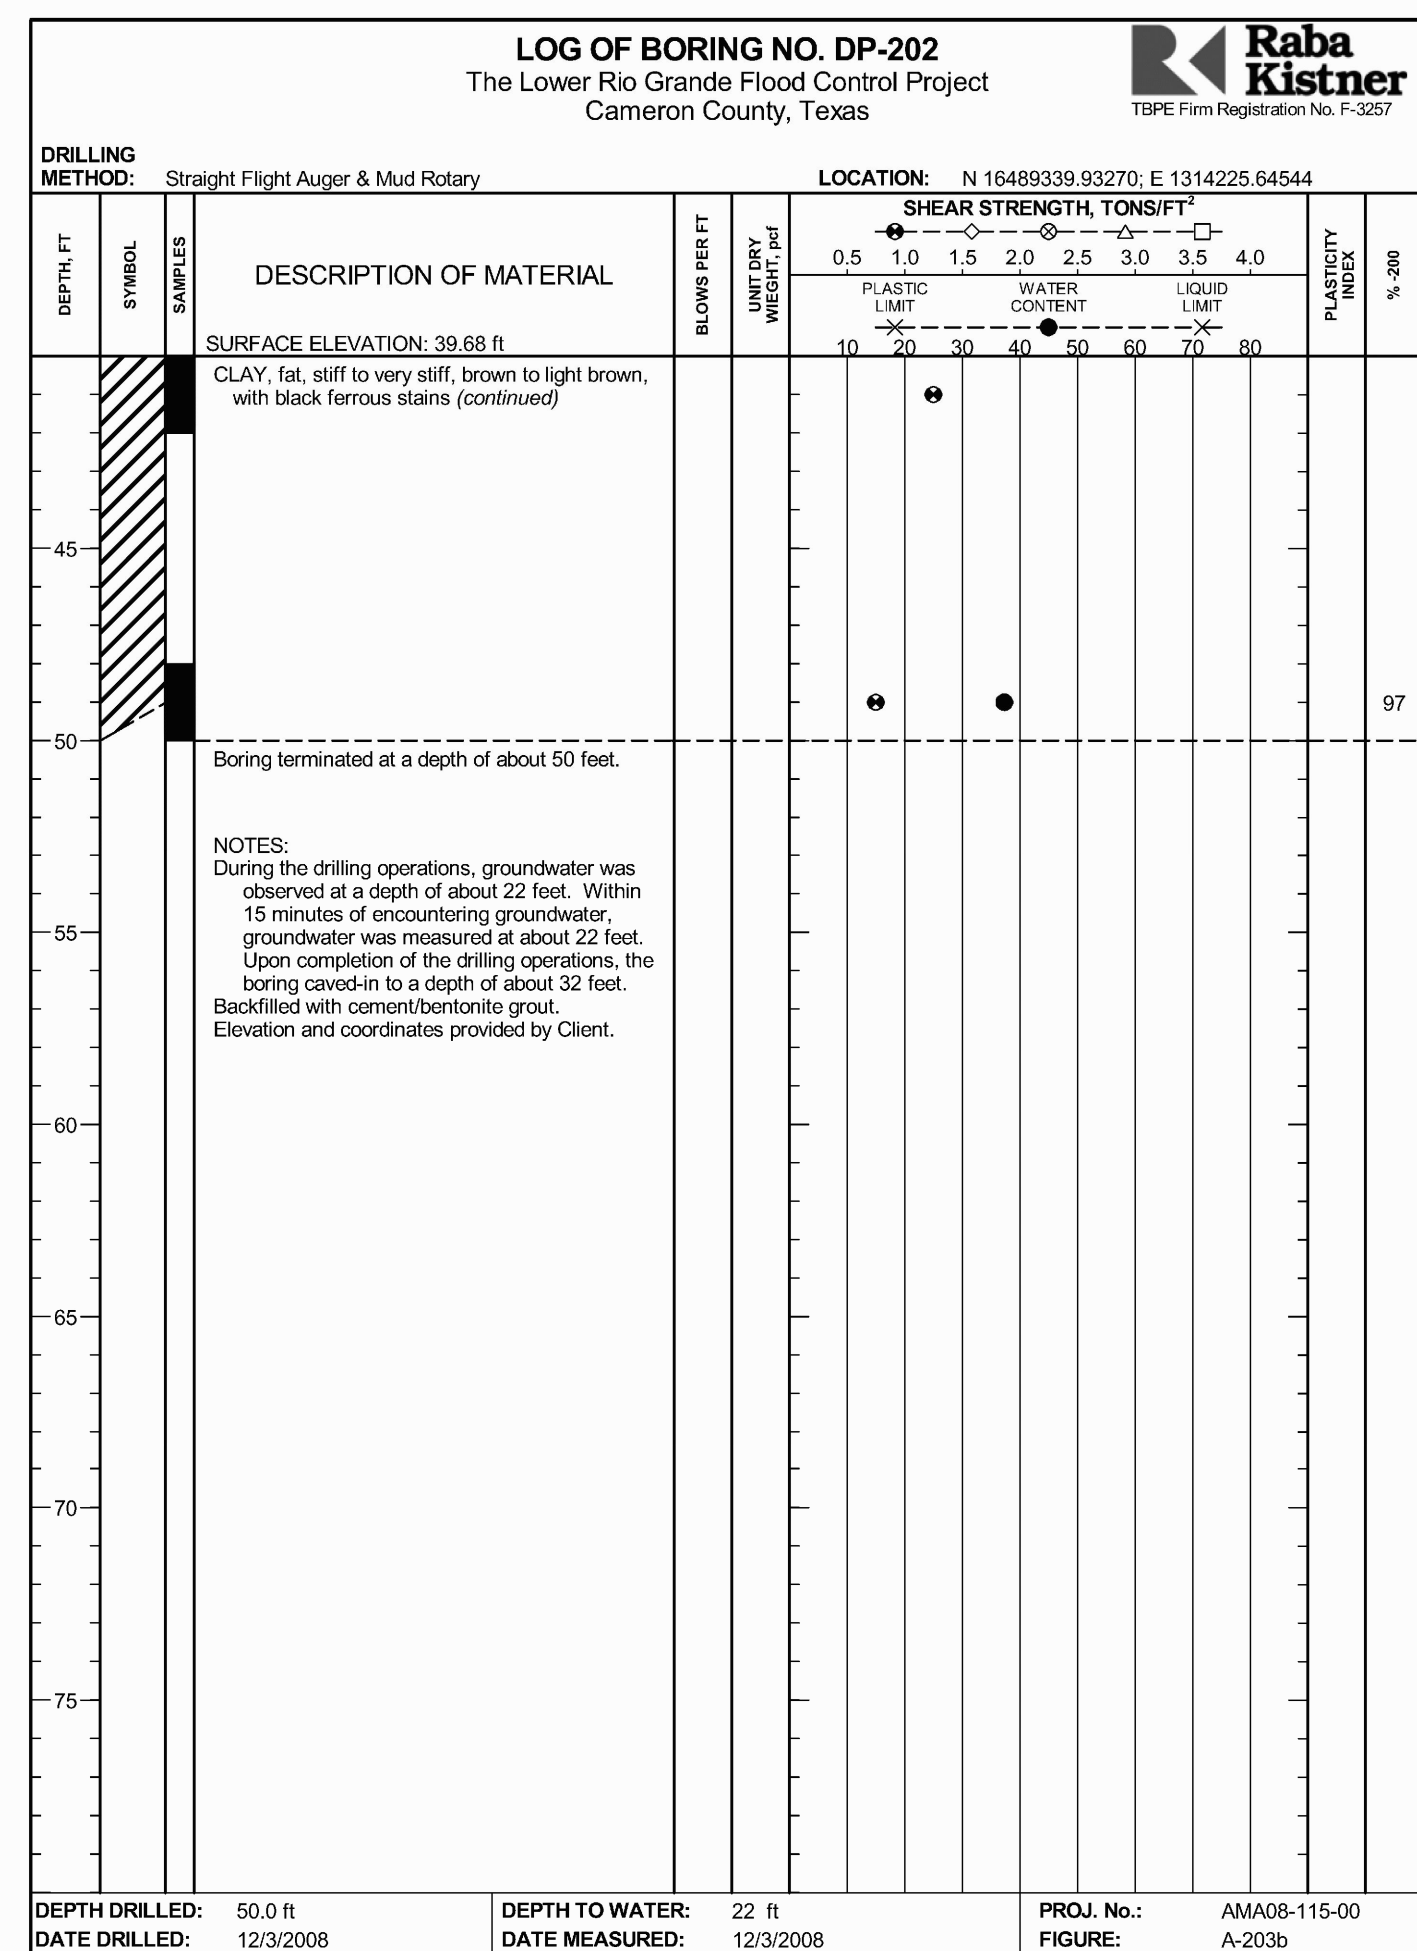 LOG OF BORING NO. DP-202
The Lower Rio Grande Flood Control Project
Cameron County, Texas
Raba
Kistner
TBPE Firm Registration No. F-3257
DRILLING
METHOD: Straight Flight Auger & Mud Rotary
LOCATION: N 16489339.93270; E 1314225.64544
DEPTH, FT
SYMBOL
SAMPLES
DESCRIPTION OF MATERIAL
SURFACE ELEVATION: 39.68 ft
BLOWS PER FT
UNIT DRY
WIEGHT, pcf
SHEAR STRENGTH, TONS/FT²
0.5 1.0 1.5 2.0 2.5 3.0 3.5 4.0
PLASTIC
LIMIT
WATER
CONTENT
LIQUID
LIMIT
10 20 30 40 50 60 70 80
PLASTICITY
INDEX
% -200
CLAY, fat, stiff to very stiff, brown to light brown,
with black ferrous stains (continued)
45
97
50
Boring terminated at a depth of about 50 feet.
NOTES:
During the drilling operations, groundwater was
observed at a depth of about 22 feet. Within
15 minutes of encountering groundwater,
55
groundwater was measured at about 22 feet.
Upon completion of the drilling operations, the
boring caved-in to a depth of about 32 feet.
Backfilled with cement/bentonite grout.
Elevation and coordinates provided by Client.
60
65
70
75
DEPTH DRILLED: 50.0 ft
DEPTH TO WATER: 22 ft
PROJ. No.: AMA08-115-00
DATE DRILLED: 12/3/2008
DATE MEASURED: 12/3/2008
FIGURE: A-203b